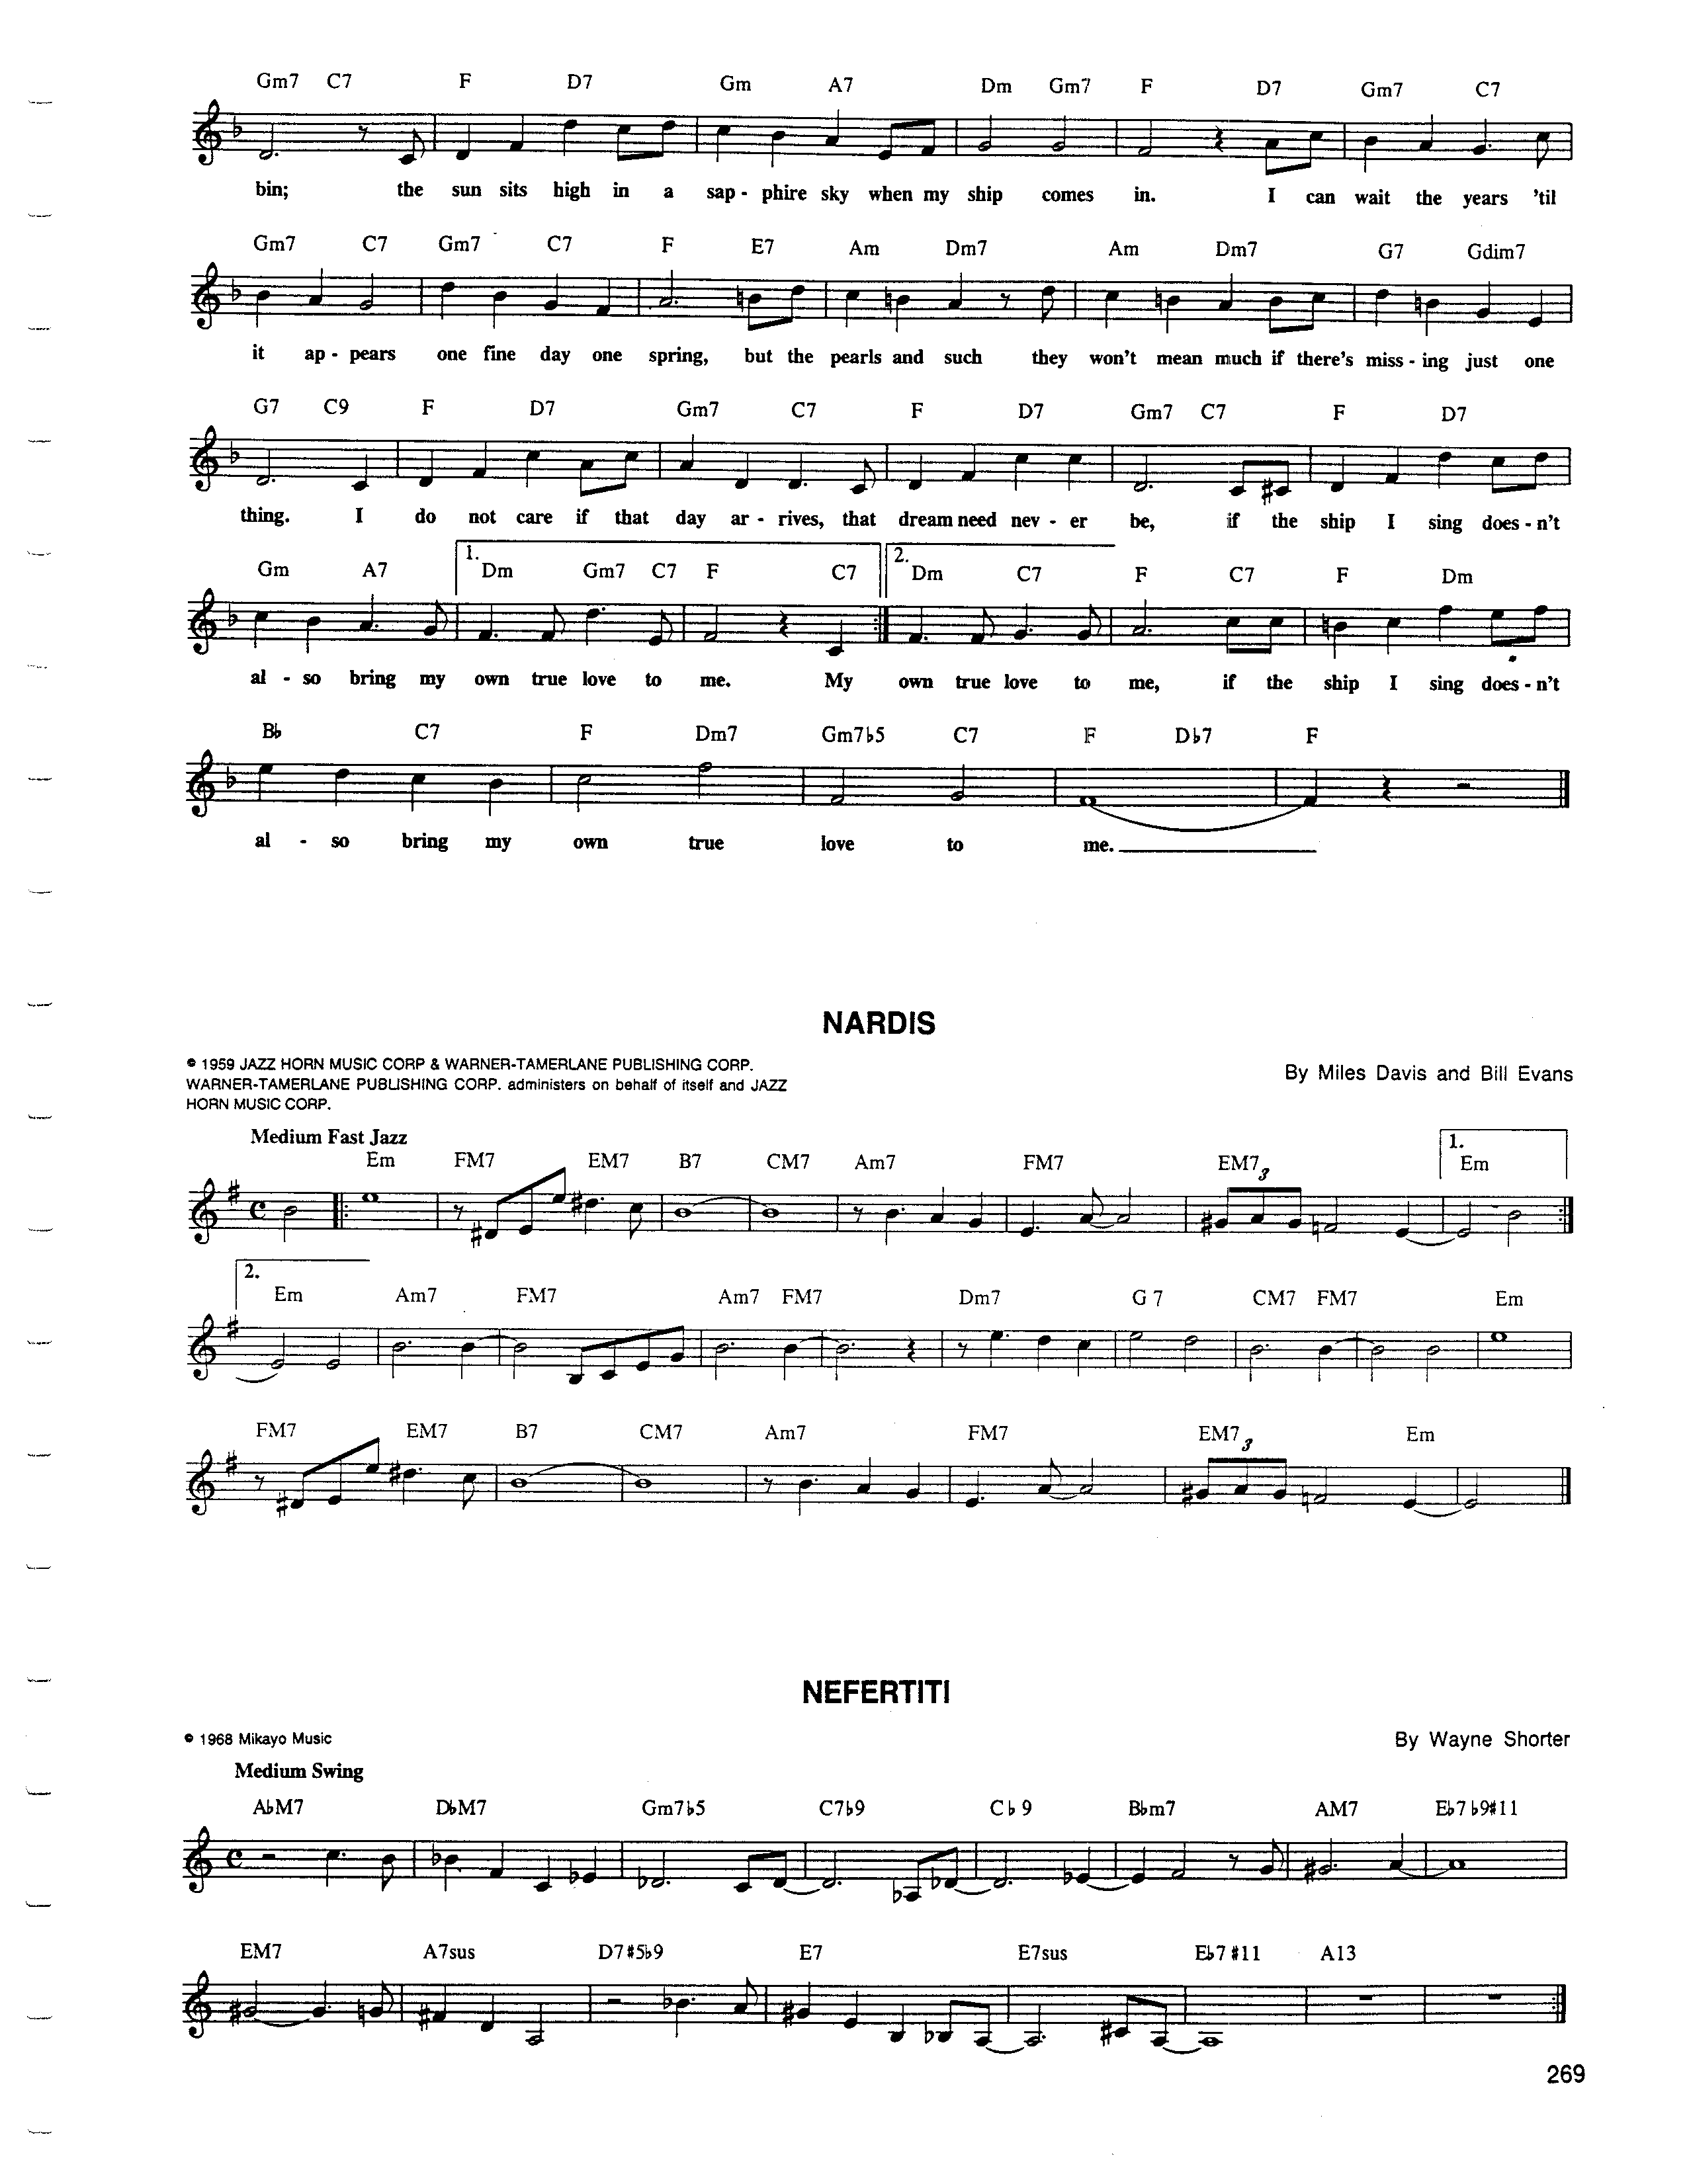 Gm7 C7 F D7 Gm A7 Dm Gm7 F D7 Gm7 C7
bin; the sun sits high in a sap - phire sky when my ship comes in. I can wait the years 'til
Gm7 C7 Gm7 C7 F E7 Am Dm7 Am Dm7 G7 Gdim7
it ap - pears one fine day one spring, but the pearls and such they won't mean much if there's miss - ing just one
G7 C9 F D7 Gm7 C7 F D7 Gm7 C7 F D7
thing. I do not care if that day ar - rives, that dream need nev - er be, if the ship I sing does - n't
1. 2.
Gm A7 Dm Gm7 C7 F C7 Dm C7 F C7 F Dm
al - so bring my own true love to me. My own true love to me, if the ship I sing does - n't
B♭ C7 F Dm7 Gm7♭5 C7 F D♭7 F
al - so bring my own true love to me.
NARDIS
© 1959 JAZZ HORN MUSIC CORP & WARNER-TAMERLANE PUBLISHING CORP.
WARNER-TAMERLANE PUBLISHING CORP. administers on behalf of itself and JAZZ
HORN MUSIC CORP.
By Miles Davis and Bill Evans
Medium Fast Jazz
1.
Em FM7 EM7 B7 CM7 Am7 FM7 EM7 3 Em
2.
Em Am7 FM7 Am7 FM7 Dm7 G 7 CM7 FM7 Em
FM7 EM7 B7 CM7 Am7 FM7 EM7 3 Em
NEFERTITI
© 1968 Mikayo Music
By Wayne Shorter
Medium Swing
A♭M7 D♭M7 Gm7♭5 C7♭9 C♭9 B♭m7 AM7 E♭7♭9#11
EM7 A7sus D7#5♭9 E7 E7sus E♭7#11 A13
269